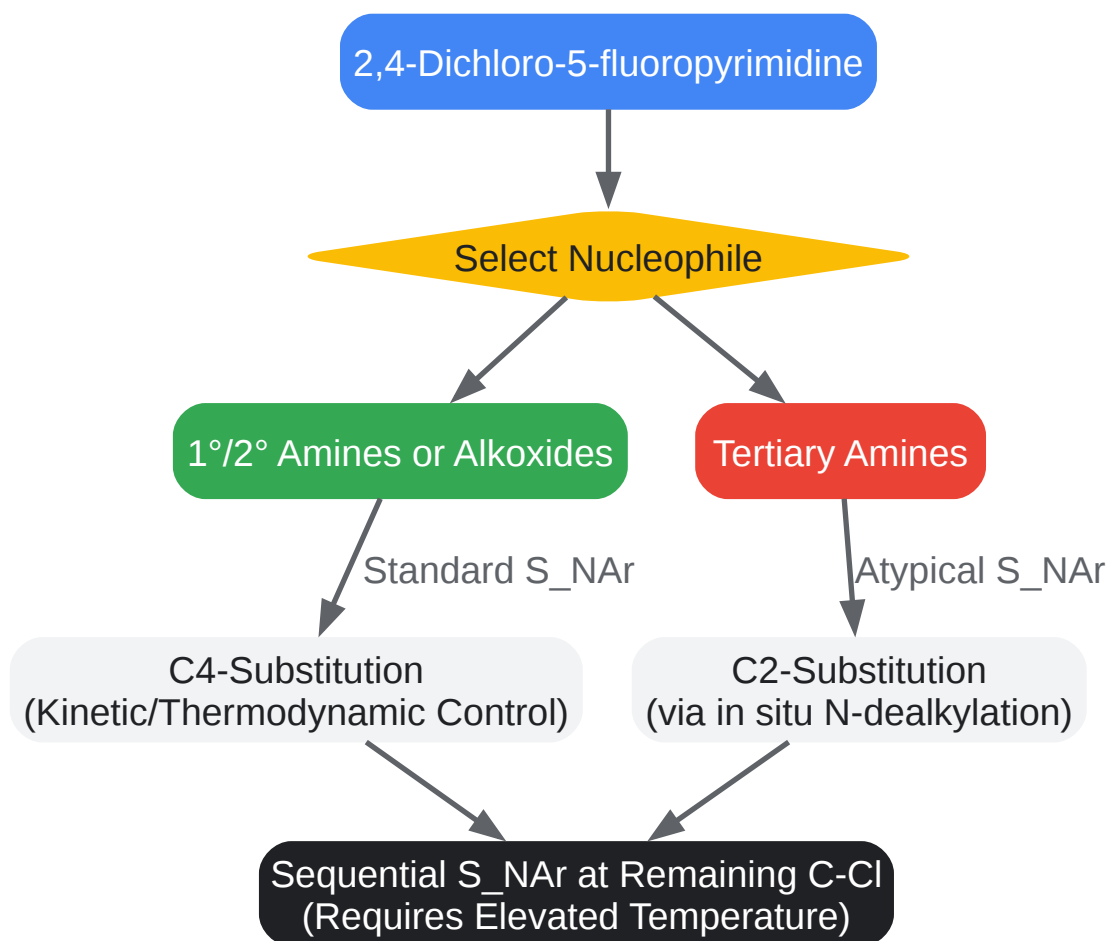 2,4-Dichloro-5-fluoropyrimidine
Select Nucleophile
1°/2° Amines or Alkoxides
Tertiary Amines
Standard S_NAr
Atypical S_NAr
C4-Substitution
(Kinetic/Thermodynamic Control)
C2-Substitution
(via in situ N-dealkylation)
Sequential S_NAr at Remaining C-Cl
(Requires Elevated Temperature)